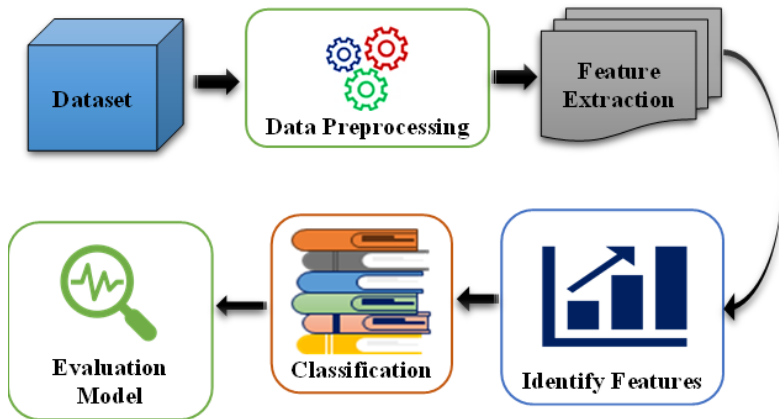 Dataset
Data Preprocessing
Feature
Extraction
Identify Features
Classification
Evaluation
Model